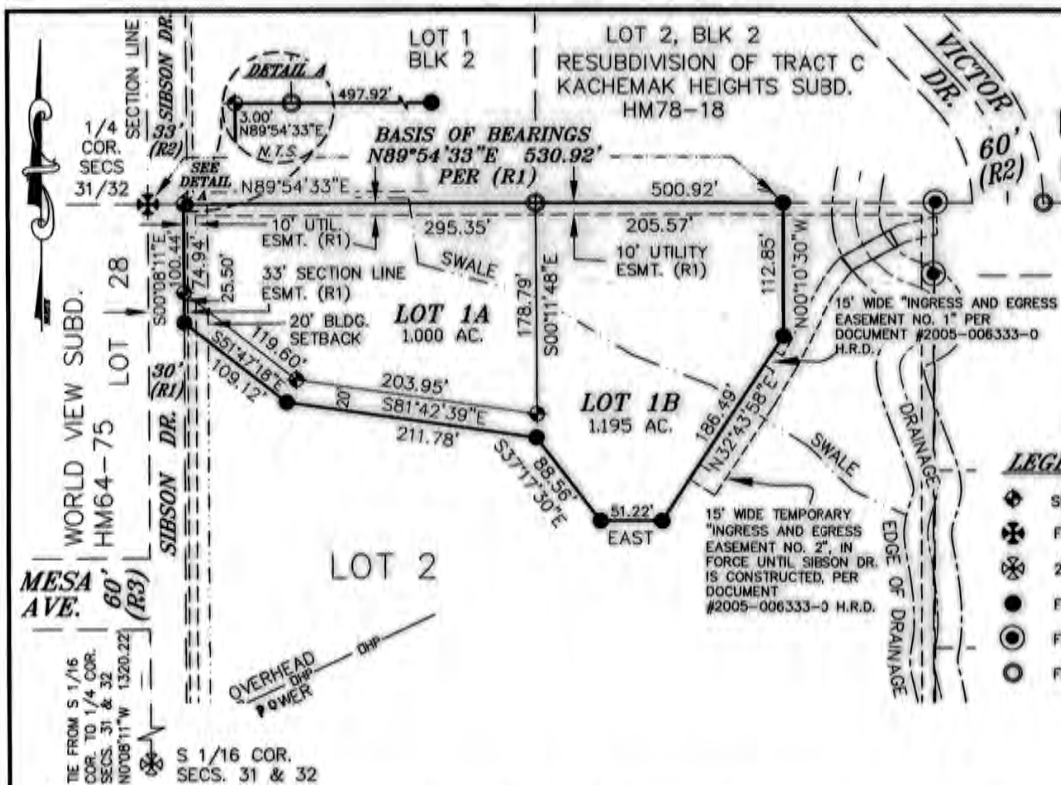 SECTION LINE
SIBSON DR.
1/4
COR.
SECS
31/32
33'
(R2)
DETAIL A
497.92'
3.00'
N89°54'33"E
N.T.S.
LOT 1
BLK 2
LOT 2, BLK 2
RESUBDIVISION OF TRACT C
KACHEMAK HEIGHTS SUBD.
HM78-18
VICTOR
DR.
60'
(R2)
BASIS OF BEARINGS
N89°54'33"E 530.92'
PER (R1)
SEE
DETAIL
A
N89°54'33"E
500.92'
295.35'
205.57'
10' UTIL.
ESMT. (R1)
SWALE
10' UTILITY
ESMT. (R1)
S00°08'11"E
100.44'
74.94'
25.50'
33' SECTION LINE
ESMT. (R1)
20' BLDG.
SETBACK
LOT 1A
1.000 AC.
178.79'
S00°11'48"E
112.85'
N00°10'30"W
15' WIDE "INGRESS AND EGRESS
EASEMENT NO. 1" PER
DOCUMENT
#2005-006333-0
H.R.D.
WORLD VIEW SUBD.
HM64-75
LOT 28
30'
(R1)
SIBSON DR.
119.60'
S51°47'18"E
109.12'
20'
203.95'
S81°42'39"E
211.78'
LOT 1B
1.195 AC.
186.49'
N32°43'58"E
SWALE
DRAINAGE
88.56'
S37°17'30"E
51.22'
EAST
15' WIDE TEMPORARY
"INGRESS AND EGRESS
EASEMENT NO. 2", IN
FORCE UNTIL SIBSON DR.
IS CONSTRUCTED, PER
DOCUMENT
#2005-006333-0 H.R.D.
EDGE OF DRAINAGE
LEGE
S
F
2
F
F
F
MESA
AVE.
60'
(R3)
LOT 2
OVERHEAD
POWER
OHP
OHP
TIE FROM S 1/16
COR. TO 1/4 COR.
SECS. 31 & 32
N0°08'11"W 1320.22'
S 1/16 COR.
SECS. 31 & 32